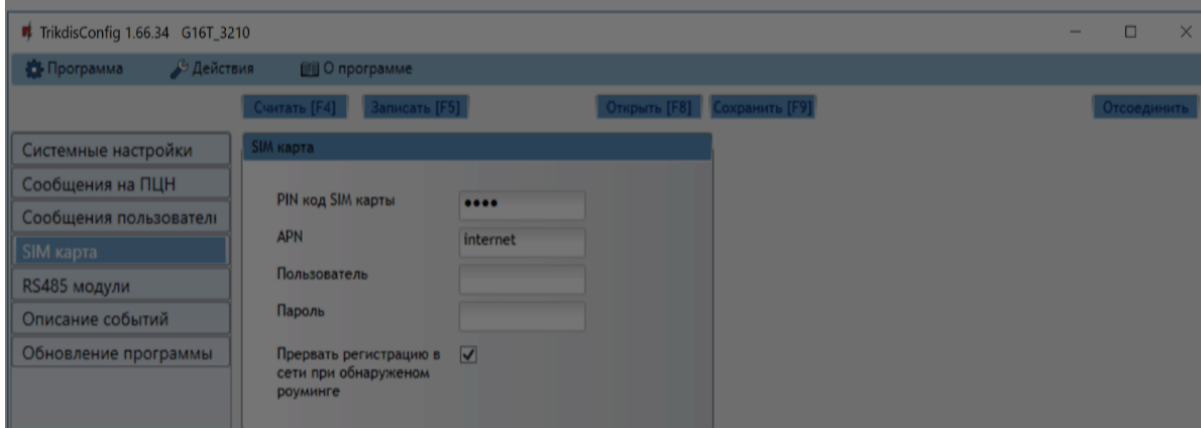 TrikdisConfig 1.66.34 G16T_3210
Программа Действия О программе
Считать [F4] Записать [F5] Открыть [F8] Сохранить [F9] Отсоединить
Системные настройки
Сообщения на ПЦН
Сообщения пользовател
SIM карта
RS485 модули
Описание событий
Обновление программы
SIM карта
PIN код SIM карты ••••
APN internet
Пользователь
Пароль
Прервать регистрацию в
сети при обнаруженом
роуминге